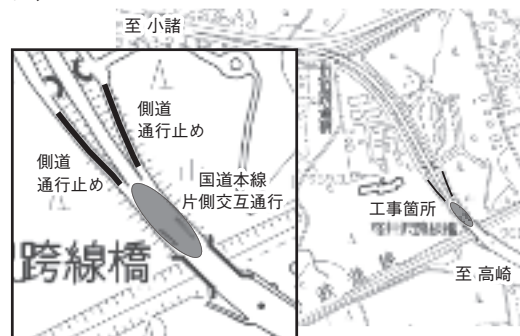 至 小諸
側道
通行止め
側道
通行止め
国道本線
片側交互通行
跨線橋
工事箇所
至 高崎